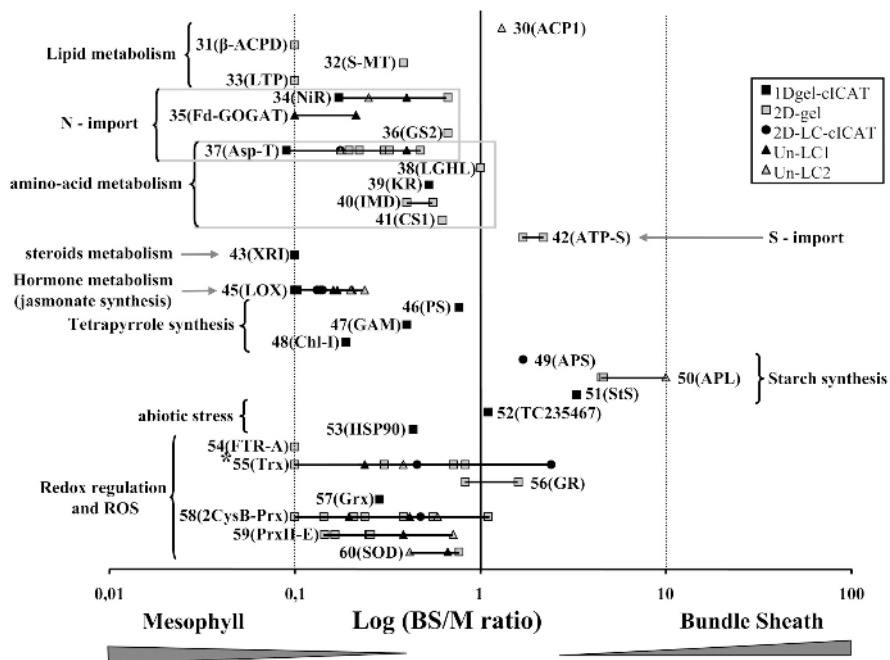 30(ACP1)
31(β-ACPD)
Lipid metabolism
32(S-MT)
33(LTP)
34(NiR)
35(Fd-GOGAT)
N - import
36(GS2)
37(Asp-T)
38(LGHL)
amino-acid metabolism
39(KR)
40(IMD)
41(CS1)
42(ATP-S)
S - import
steroids metabolism
43(XRI)
Hormone metabolism
(jasmonate synthesis)
45(LOX)
46(PS)
Tetrapyrrole synthesis
47(GAM)
48(Chl-I)
49(APS)
50(APL)
Starch synthesis
51(StS)
52(TC235467)
abiotic stress
53(HSP90)
54(FTR-A)
*
55(Trx)
56(GR)
Redox regulation
and ROS
57(Grx)
58(2CysB-Prx)
59(PrxII-E)
60(SOD)
1Dgel-cICAT
2D-gel
2D-LC-cICAT
Un-LC1
Un-LC2
0,01 0,1 1 10 100
Mesophyll Log (BS/M ratio) Bundle Sheath